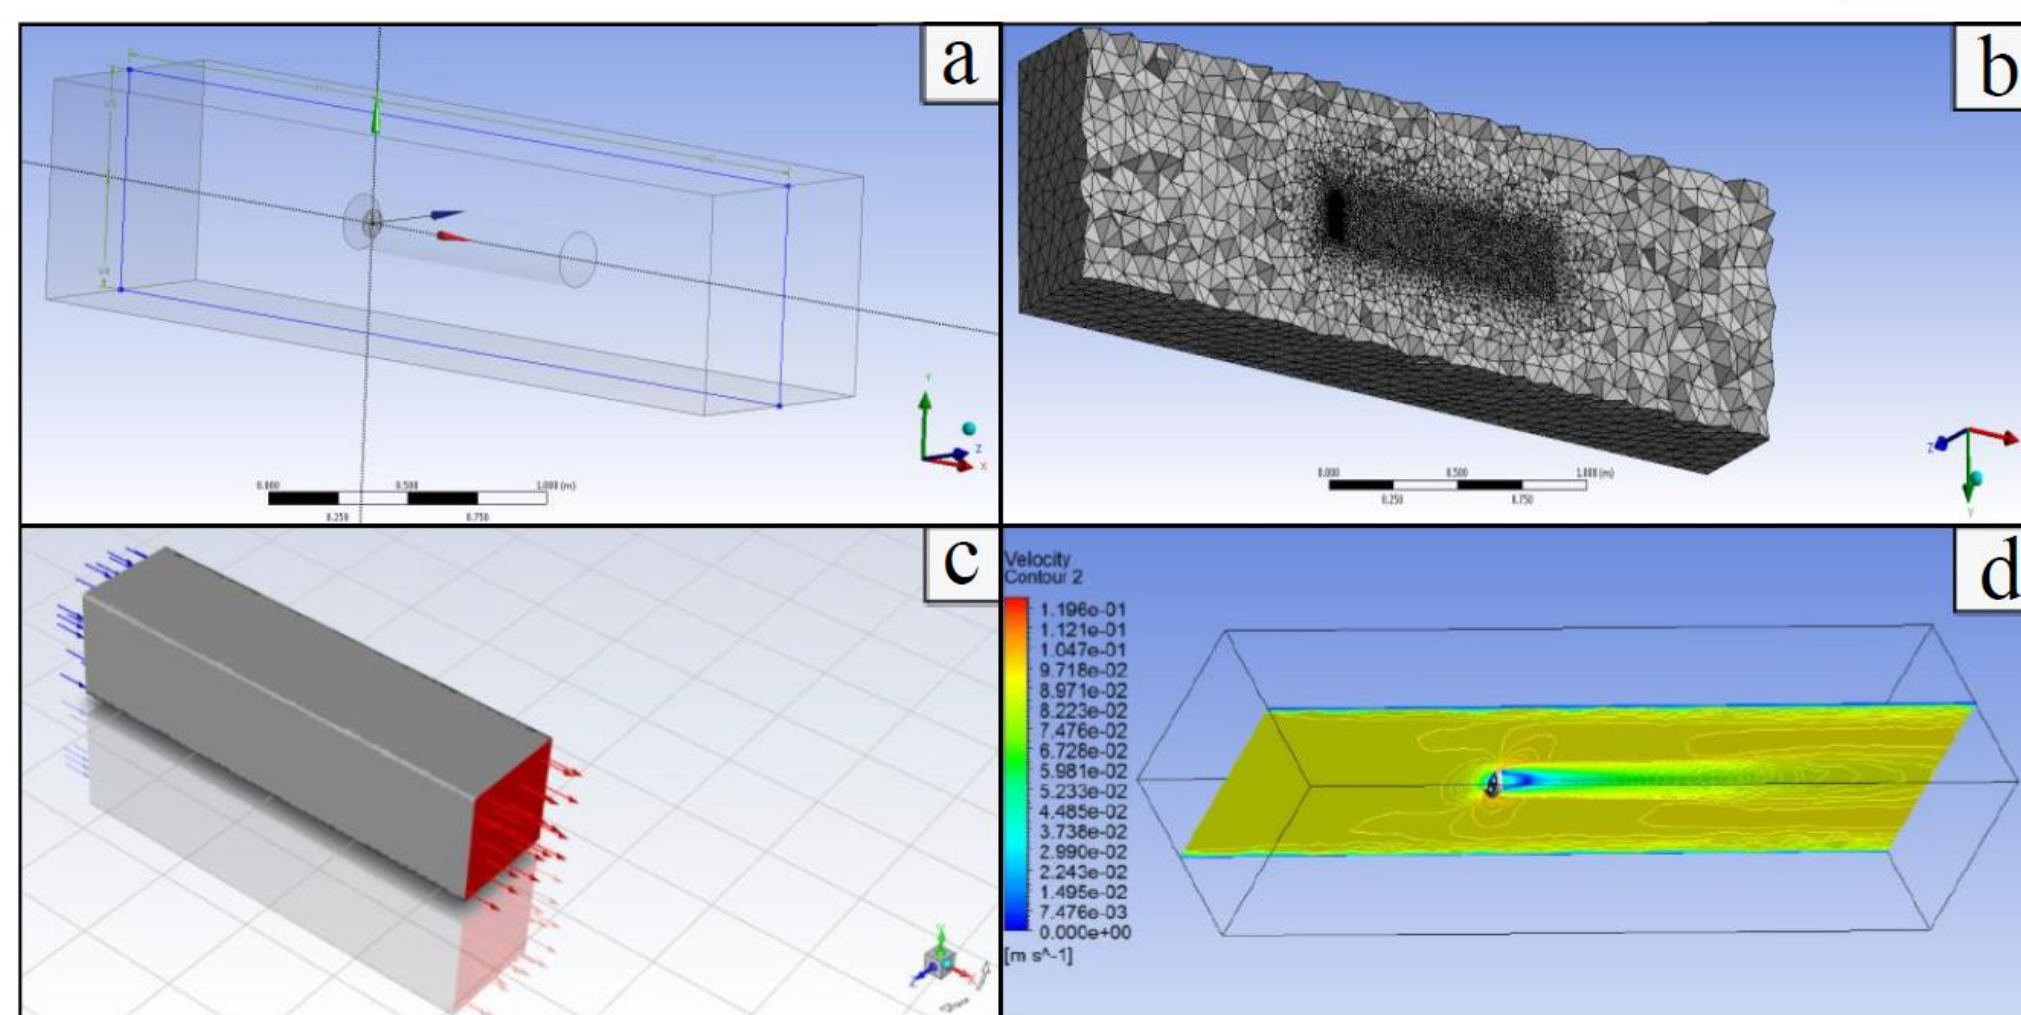 a
Y
Z
X
0.000 0.500 1.000 (m)
0.250 0.750
b
Z
Y
0.000 0.500 1.000 (m)
0.250 0.750
c
Y
Z
X
d
Velocity
Contour 2
1.196e-01
1.121e-01
1.047e-01
9.718e-02
8.971e-02
8.223e-02
7.476e-02
6.728e-02
5.981e-02
5.233e-02
4.485e-02
3.738e-02
2.990e-02
2.243e-02
1.495e-02
7.476e-03
0.000e+00
[m s^-1]